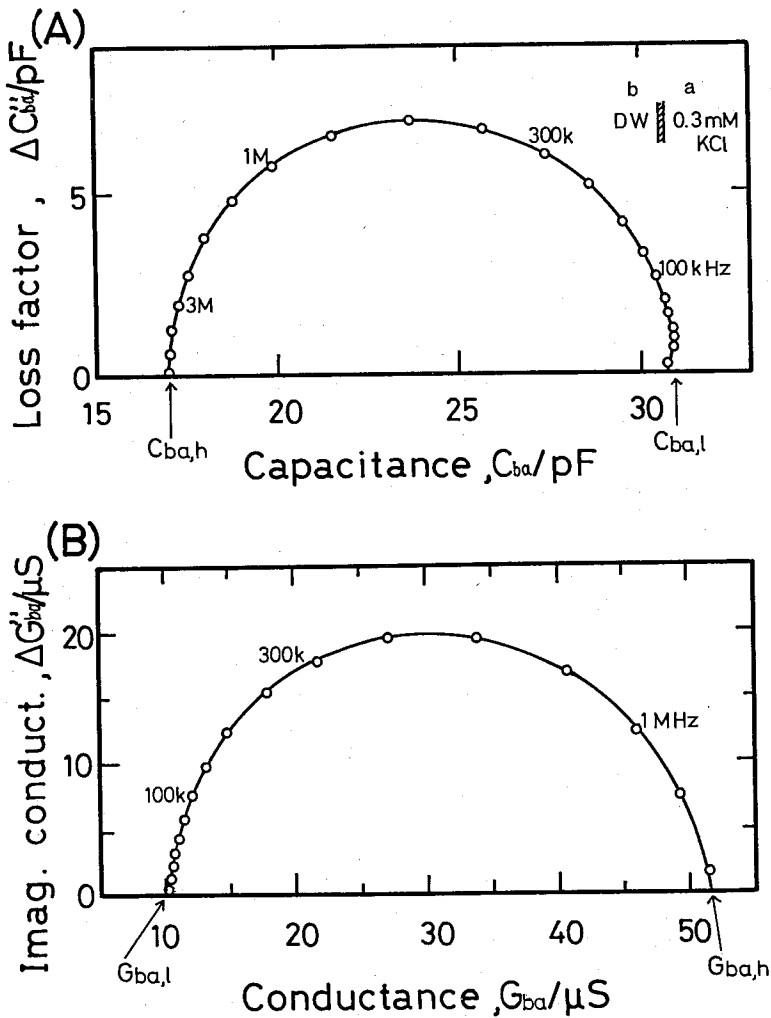 (A)
Loss factor , ΔC″ba/pF
5
0
b a
DW 0.3mM
KCl
1M
300k
3M
100kHz
15 20 25 30
Cba,h
Cba,l
Capacitance ,Cba/pF
(B)
Imag. conduct. ,ΔG″ba/μS
20
10
0
300k
100k
1MHz
10 20 30 40 50
Gba,l
Gba,h
Conductance ,Gba/μS